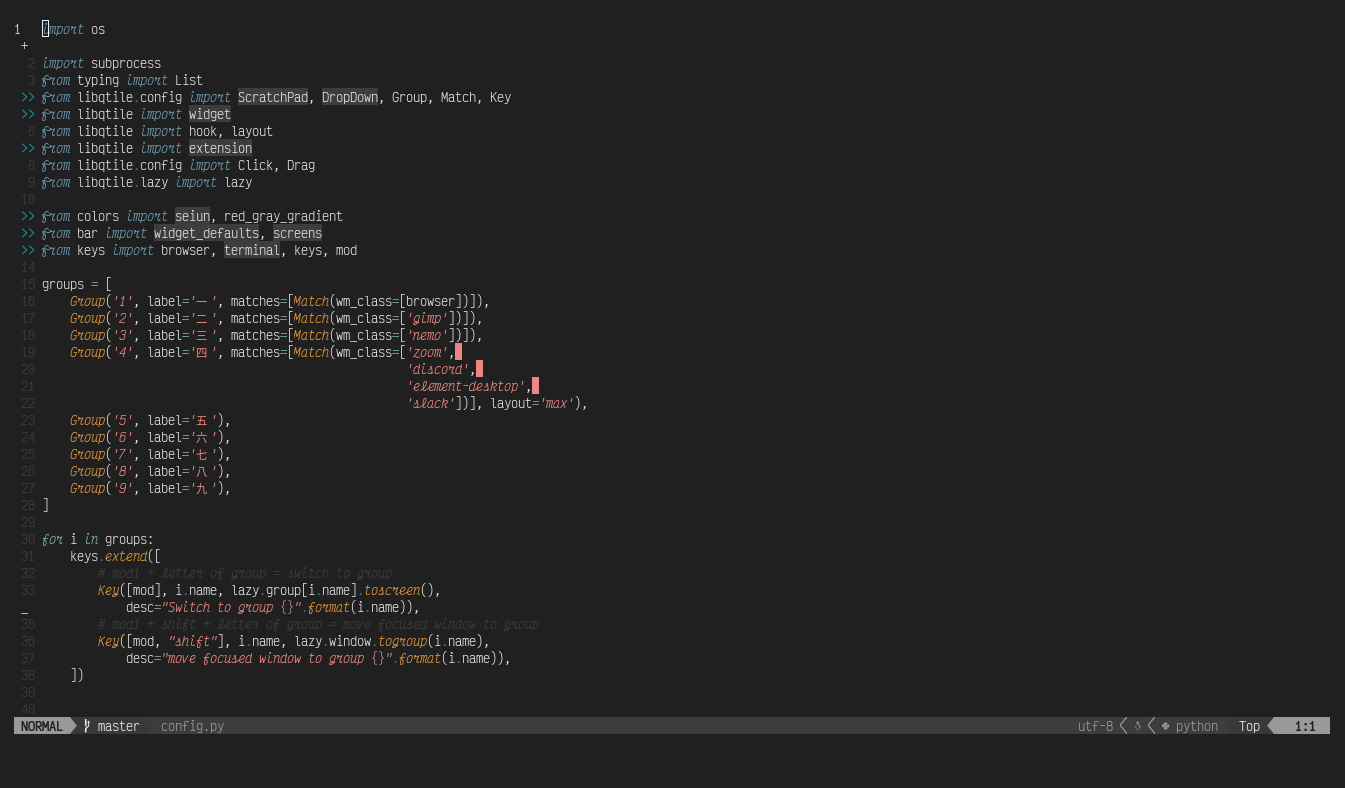 1 import os
+
2 import subprocess
3 from typing import List
>> from libqtile.config import ScratchPad, DropDown, Group, Match, Key
>> from libqtile import widget
6 from libqtile import hook, layout
>> from libqtile import extension
8 from libqtile.config import Click, Drag
9 from libqtile.lazy import lazy
10
>> from colors import seiun, red_gray_gradient
>> from bar import widget_defaults, screens
>> from keys import browser, terminal, keys, mod
14
15 groups = [
16     Group('1', label='一', matches=[Match(wm_class=[browser])]),
17     Group('2', label='二', matches=[Match(wm_class=['gimp'])]),
18     Group('3', label='三', matches=[Match(wm_class=['nemo'])]),
19     Group('4', label='四', matches=[Match(wm_class=['zoom',
20                                                     'discord',
21                                                     'element-desktop',
22                                                     'slack'])], layout='max'),
23     Group('5', label='五'),
24     Group('6', label='六'),
25     Group('7', label='七'),
26     Group('8', label='八'),
27     Group('9', label='九'),
28 ]
29
30 for i in groups:
31     keys.extend([
32         # mod1 + letter of group = switch to group
33         Key([mod], i.name, lazy.group[i.name].toscreen(),
_             desc="Switch to group {}".format(i.name)),
35         # mod1 + shift + letter of group = move focused window to group
36         Key([mod, "shift"], i.name, lazy.window.togroup(i.name),
37             desc="move focused window to group {}".format(i.name)),
38     ])
39
40
NORMAL master config.py utf-8 python Top 1:1